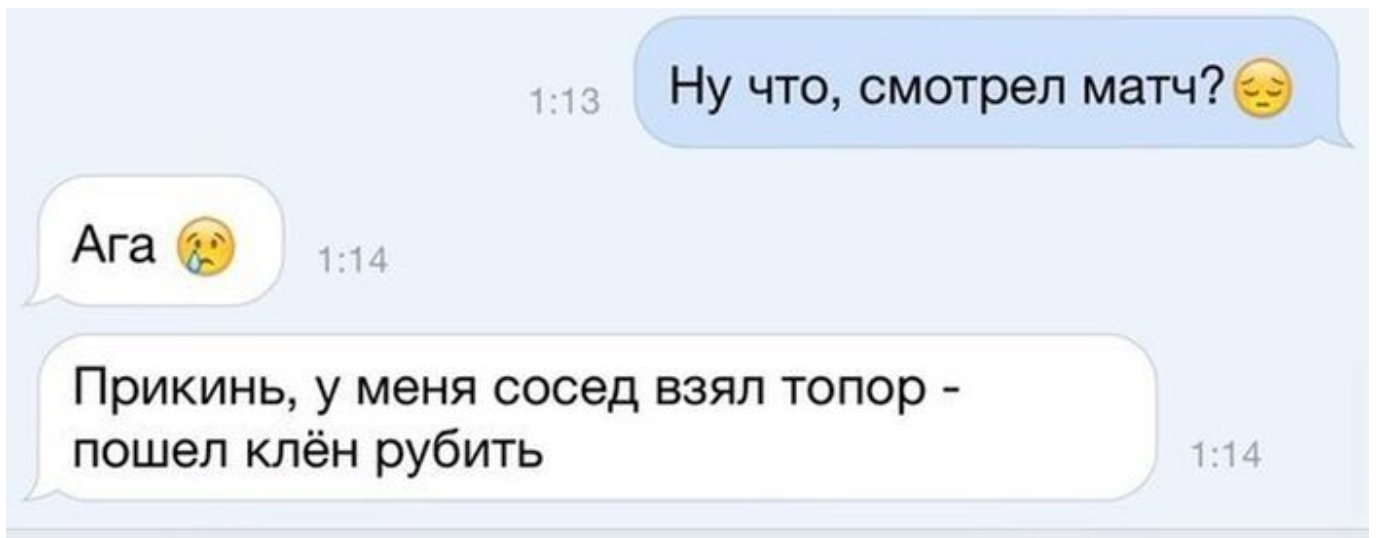 Ну что, смотрел матч?😔
1:13
Ага 😢
1:14
Прикинь, у меня сосед взял топор -
пошел клён рубить
1:14